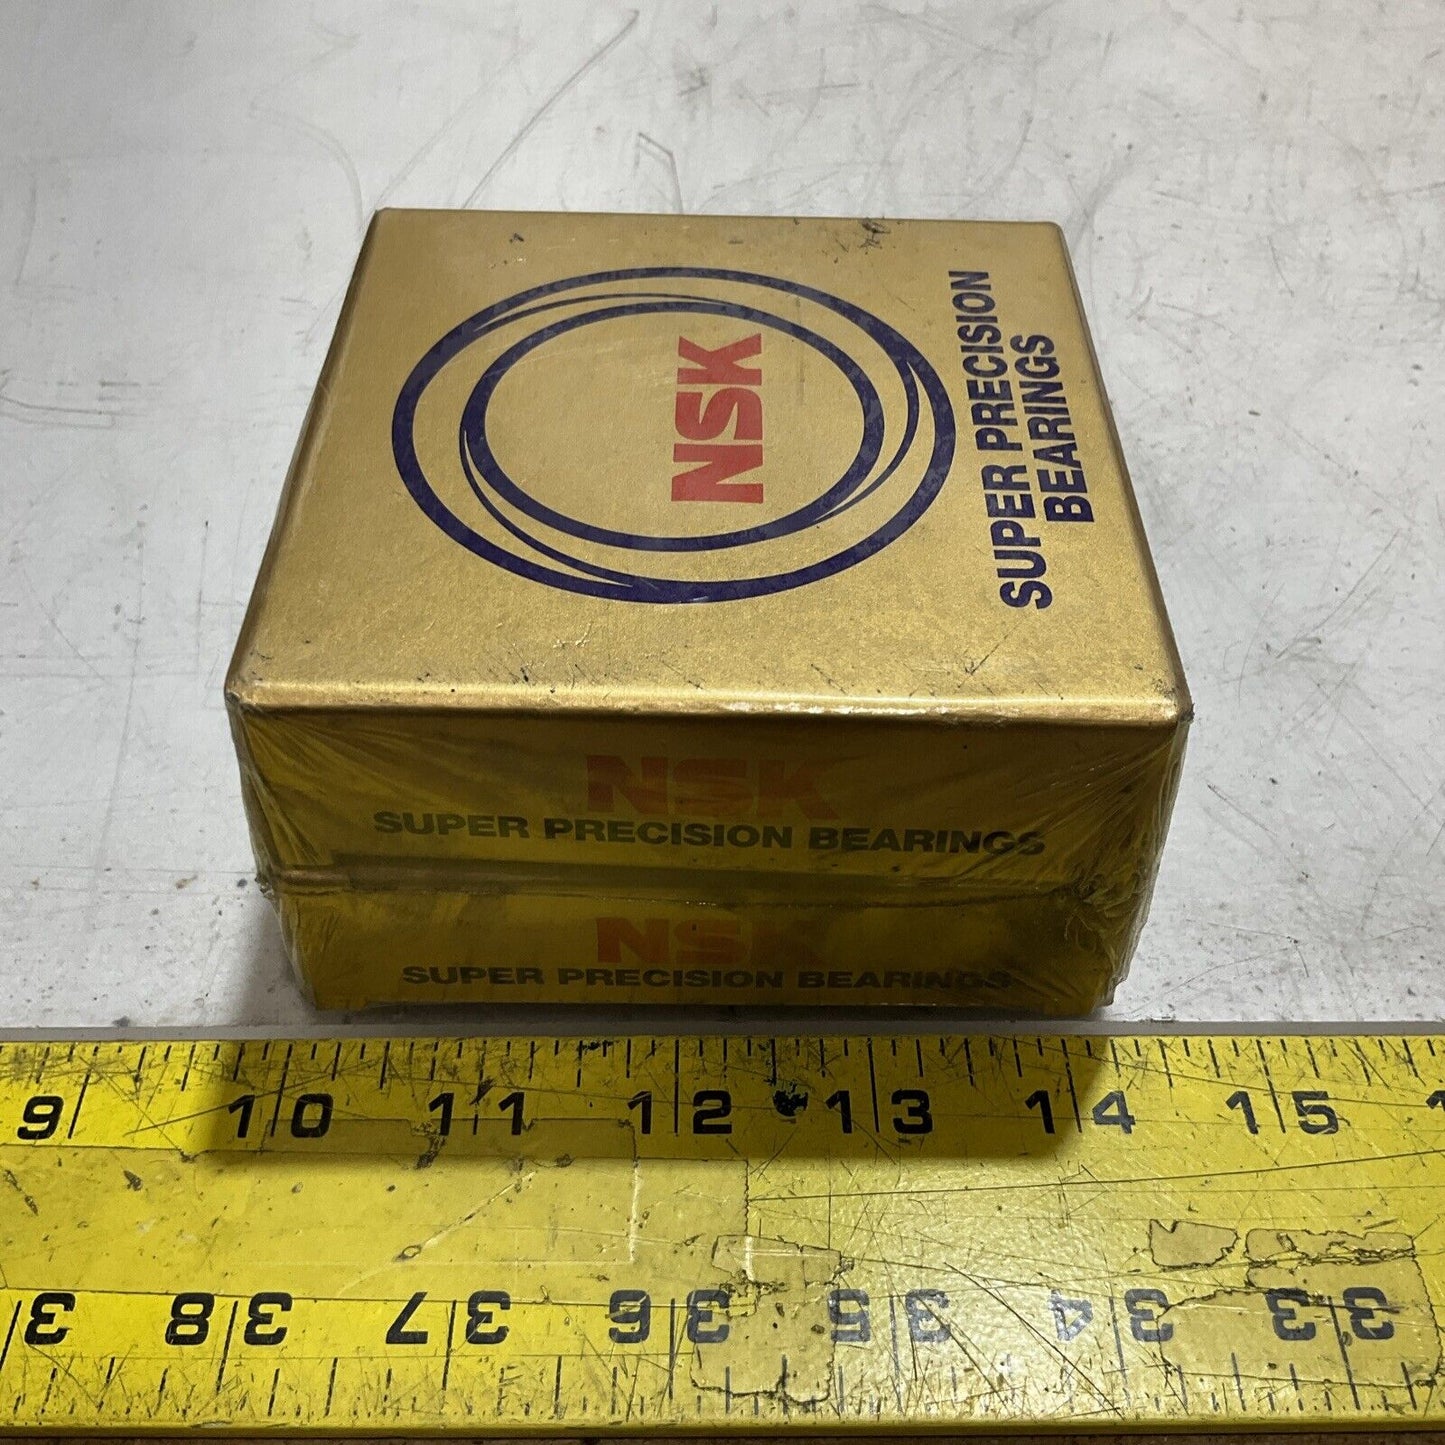 NSK
SUPER PRECISION
BEARINGS
NSK
SUPER PRECISION BEARINGS
NSK
SUPER PRECISION BEARINGS
9 10 11 12 13 14 15 1
3 38 37 36 35 34 33